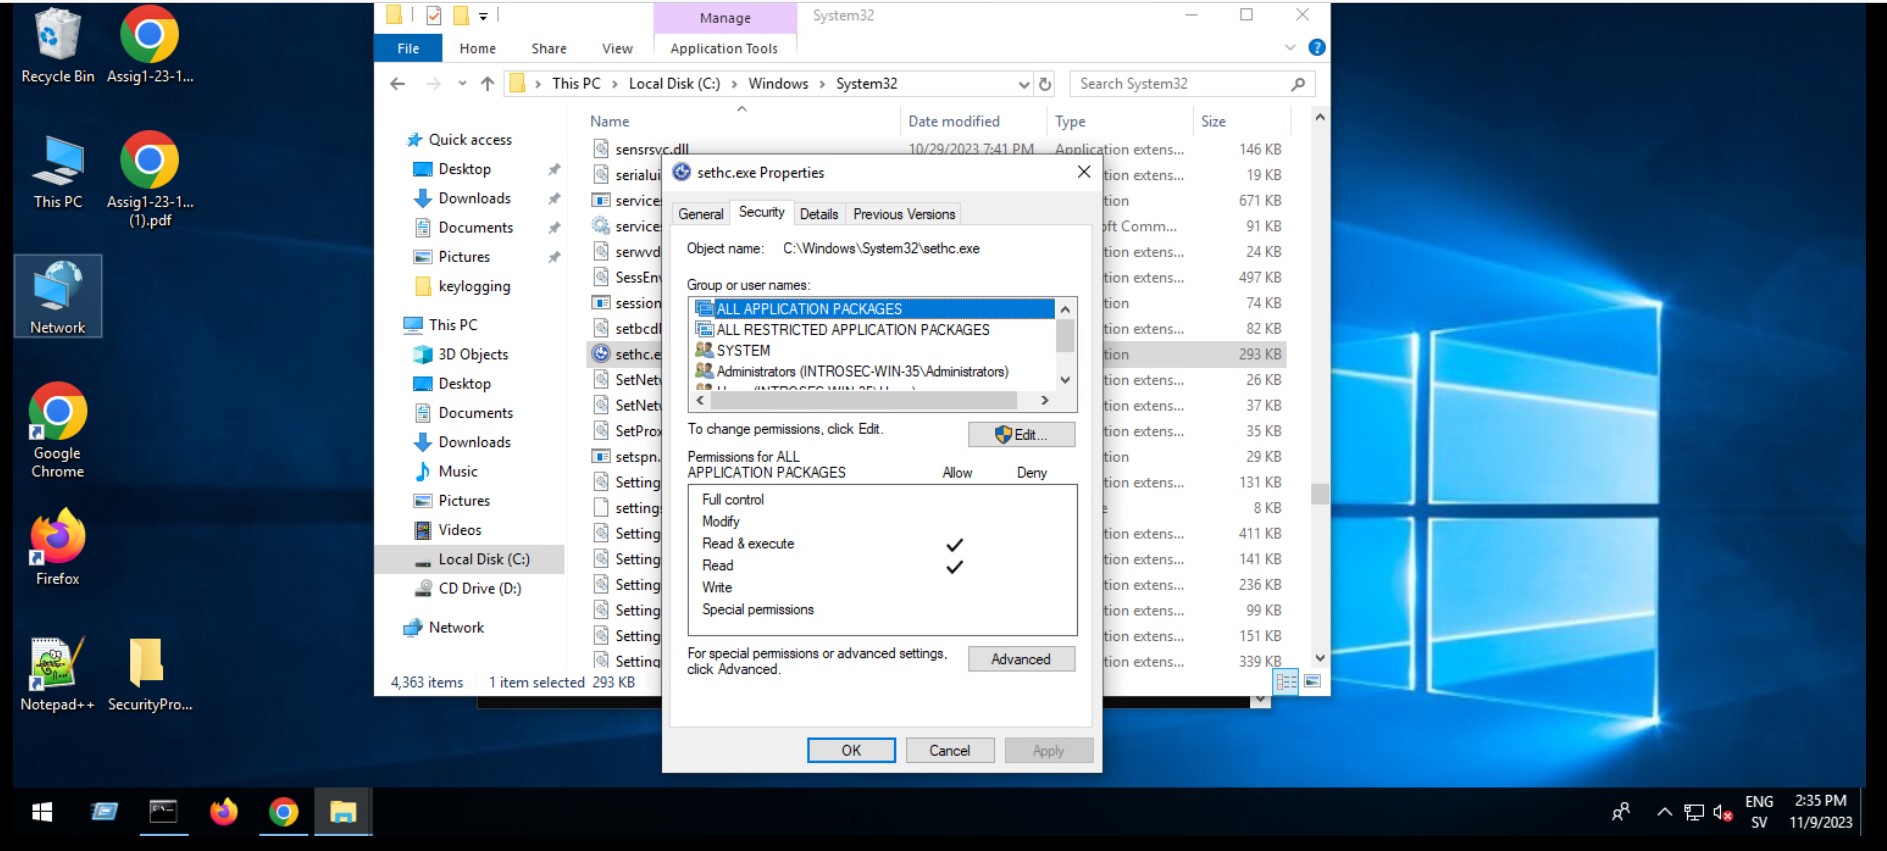 Recycle Bin
Assig1-23-1...
This PC
Assig1-23-1...
(1).pdf
Network
Google
Chrome
Firefox
Notepad++
SecurityPro...
Manage
System32
File
Home
Share
View
Application Tools
This PC > Local Disk (C:) > Windows > System32
Search System32
Name
Date modified
Type
Size
Quick access
Desktop
Downloads
Documents
Pictures
keylogging
This PC
3D Objects
Desktop
Documents
Downloads
Music
Pictures
Videos
Local Disk (C:)
CD Drive (D:)
Network
sensrsvc.dll 10/29/2023 7:41 PM Application extens... 146 KB
serialui tion extens... 19 KB
service tion 671 KB
service oft Comm... 91 KB
serwvd tion extens... 24 KB
SessEnv tion extens... 497 KB
session tion 74 KB
setbcdl tion extens... 82 KB
sethc.e tion 293 KB
SetNet tion extens... 26 KB
SetNet tion extens... 37 KB
SetProx tion extens... 35 KB
setspn. tion 29 KB
Setting tion extens... 131 KB
setting e 8 KB
Setting tion extens... 411 KB
Setting tion extens... 141 KB
Setting tion extens... 236 KB
Setting tion extens... 99 KB
Setting tion extens... 151 KB
Setting tion extens... 339 KB
4,363 items
1 item selected 293 KB
sethc.exe Properties
General
Security
Details
Previous Versions
Object name: C:\Windows\System32\sethc.exe
Group or user names:
ALL APPLICATION PACKAGES
ALL RESTRICTED APPLICATION PACKAGES
SYSTEM
Administrators (INTROSEC-WIN-35\Administrators)
To change permissions, click Edit.
Edit...
Permissions for ALL
APPLICATION PACKAGES
Allow
Deny
Full control
Modify
Read & execute
Read
Write
Special permissions
For special permissions or advanced settings,
click Advanced.
Advanced
OK
Cancel
Apply
ENG
SV
2:35 PM
11/9/2023